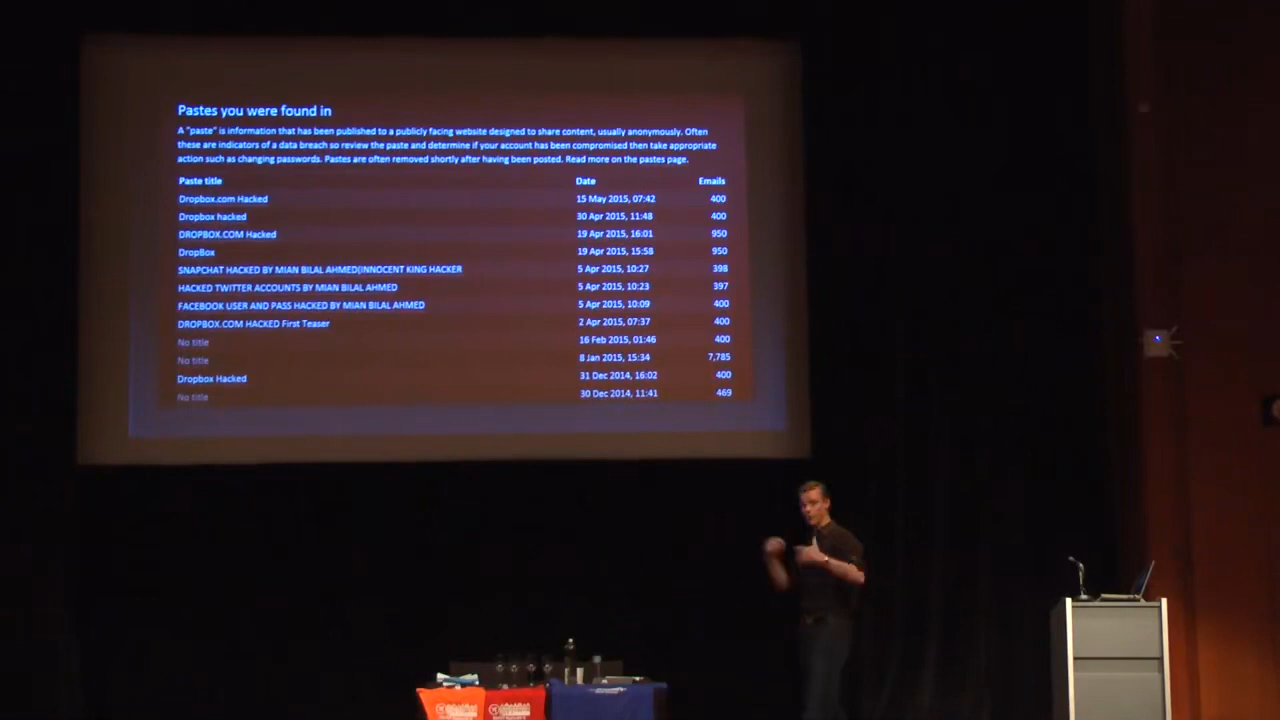 Pastes you were found in
A "paste" is information that has been published to a publicly facing website designed to share content, usually anonymously. Often
these are indicators of a data breach so review the paste and determine if your account has been compromised then take appropriate
action such as changing passwords. Pastes are often removed shortly after having been posted. Read more on the pastes page.
Paste title Date Emails
Dropbox.com Hacked 15 May 2015, 07:42 400
Dropbox hacked 30 Apr 2015, 11:48 400
DROPBOX.COM Hacked 19 Apr 2015, 16:01 950
DropBox 19 Apr 2015, 15:58 950
SNAPCHAT HACKED BY MIAN BILAL AHMED(INNOCENT KING HACKER 5 Apr 2015, 10:27 398
HACKED TWITTER ACCOUNTS BY MIAN BILAL AHMED 5 Apr 2015, 10:23 397
FACEBOOK USER AND PASS HACKED BY MIAN BILAL AHMED 5 Apr 2015, 10:09 400
DROPBOX.COM HACKED First Teaser 2 Apr 2015, 07:37 400
No title 16 Feb 2015, 01:46 400
No title 8 Jan 2015, 15:34 7,785
Dropbox Hacked 31 Dec 2014, 16:02 400
No title 30 Dec 2014, 11:41 469